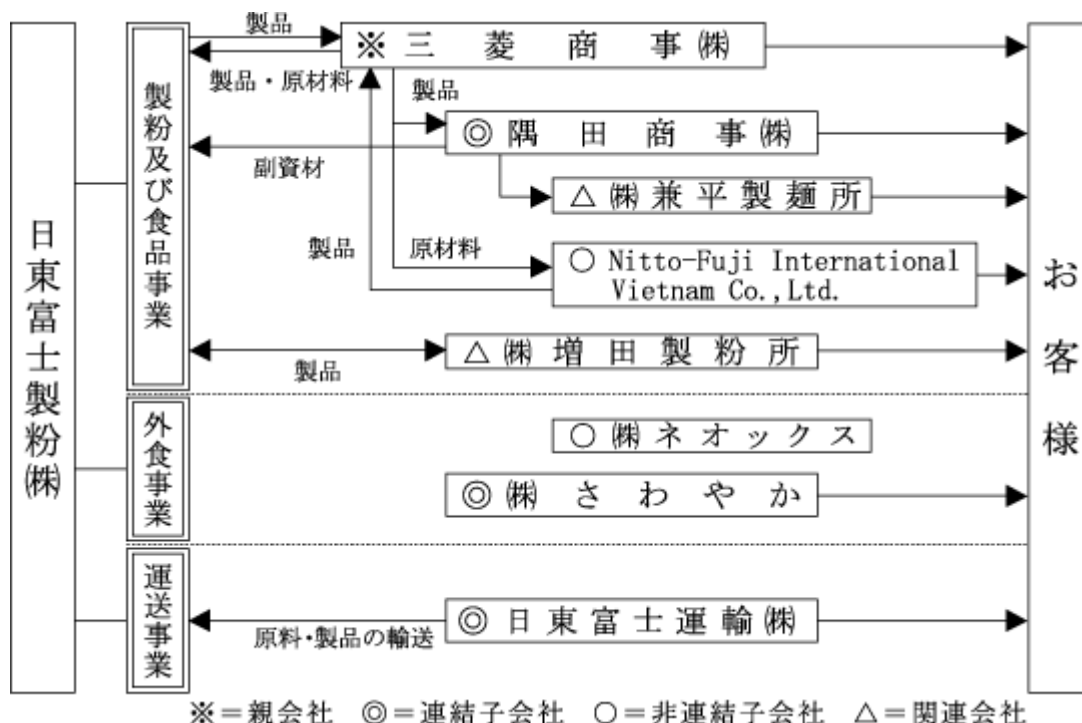 日東富士製粉㈱
製粉及び食品事業
製品
※三菱商事㈱
製品・原材料
製品
◎隅田商事㈱
副資材
△㈱兼平製麺所
製品
原材料
○ Nitto-Fuji International
Vietnam Co.,Ltd.
△㈱増田製粉所
製品
外食事業
○㈱ネオックス
◎㈱さわやか
運送事業
◎日東富士運輸㈱
原料・製品の輸送
お客様
※＝親会社　◎＝連結子会社　○＝非連結子会社　△＝関連会社